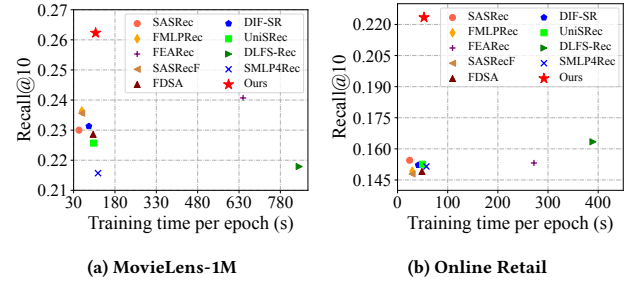 Recall@10
0.26
0.25
0.24
0.23
0.22
0.21
SASRec
FMLPRec
FEARec
SASRecF
FDSA
DIF-SR
UniSRec
DLFS-Rec
SMLP4Rec
Ours
30 180 330 480 630 780
Training time per epoch (s)
(a) MovieLens-1M
Recall@10
0.220
0.205
0.190
0.175
0.160
0.145
SASRec
FMLPRec
FEARec
SASRecF
FDSA
DIF-SR
UniSRec
DLFS-Rec
SMLP4Rec
Ours
0 100 200 300 400
Training time per epoch (s)
(b) Online Retail